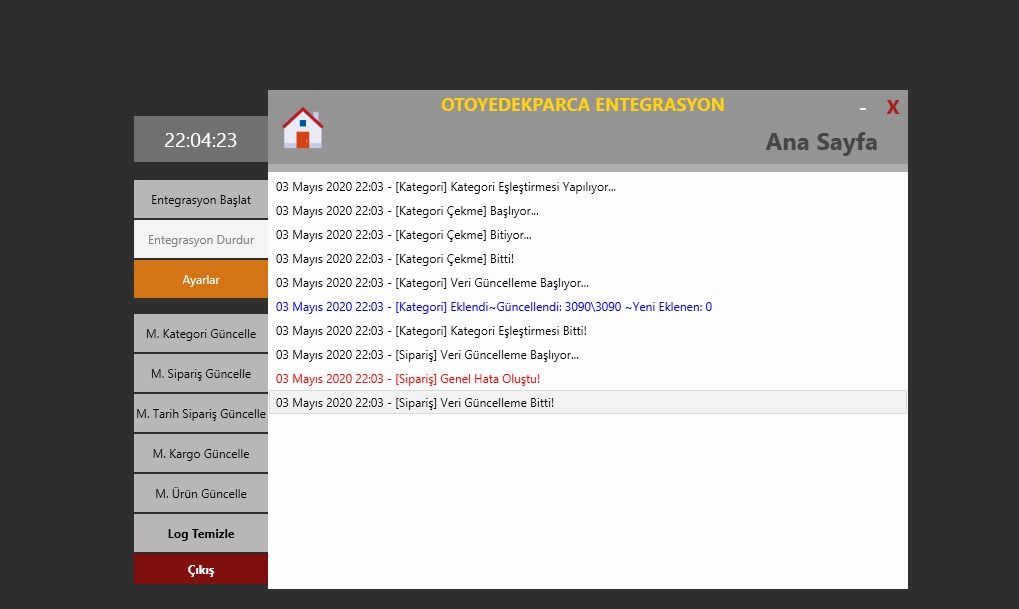 OTOYEDEKPARCA ENTEGRASYON
- X
Ana Sayfa
22:04:23
Entegrasyon Başlat
Entegrasyon Durdur
Ayarlar
M. Kategori Güncelle
M. Sipariş Güncelle
M. Tarih Sipariş Güncelle
M. Kargo Güncelle
M. Ürün Güncelle
Log Temizle
Çıkış
03 Mayıs 2020 22:03 - [Kategori] Kategori Eşleştirmesi Yapılıyor...
03 Mayıs 2020 22:03 - [Kategori Çekme] Başlıyor...
03 Mayıs 2020 22:03 - [Kategori Çekme] Bitiyor...
03 Mayıs 2020 22:03 - [Kategori Çekme] Bitti!
03 Mayıs 2020 22:03 - [Kategori] Veri Güncelleme Başlıyor...
03 Mayıs 2020 22:03 - [Kategori] Eklendi~Güncellendi: 3090\3090 ~Yeni Eklenen: 0
03 Mayıs 2020 22:03 - [Kategori] Kategori Eşleştirmesi Bitti!
03 Mayıs 2020 22:03 - [Sipariş] Veri Güncelleme Başlıyor...
03 Mayıs 2020 22:03 - [Sipariş] Genel Hata Oluştu!
03 Mayıs 2020 22:03 - [Sipariş] Veri Güncelleme Bitti!